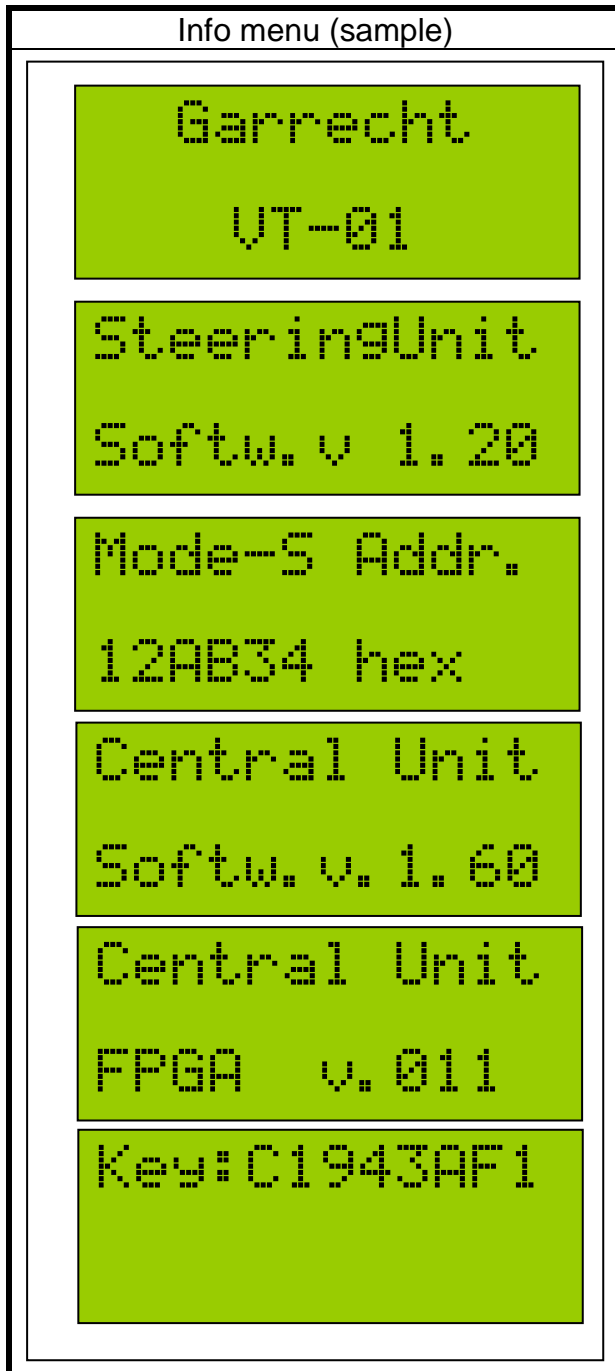 Info menu (sample)
Garrecht
VT-01
SteeringUnit
Softw.v 1.20
Mode-S Addr.
12AB34 hex
Central Unit
Softw.v.1.60
Central Unit
FPGA v.011
Key:C1943AF1